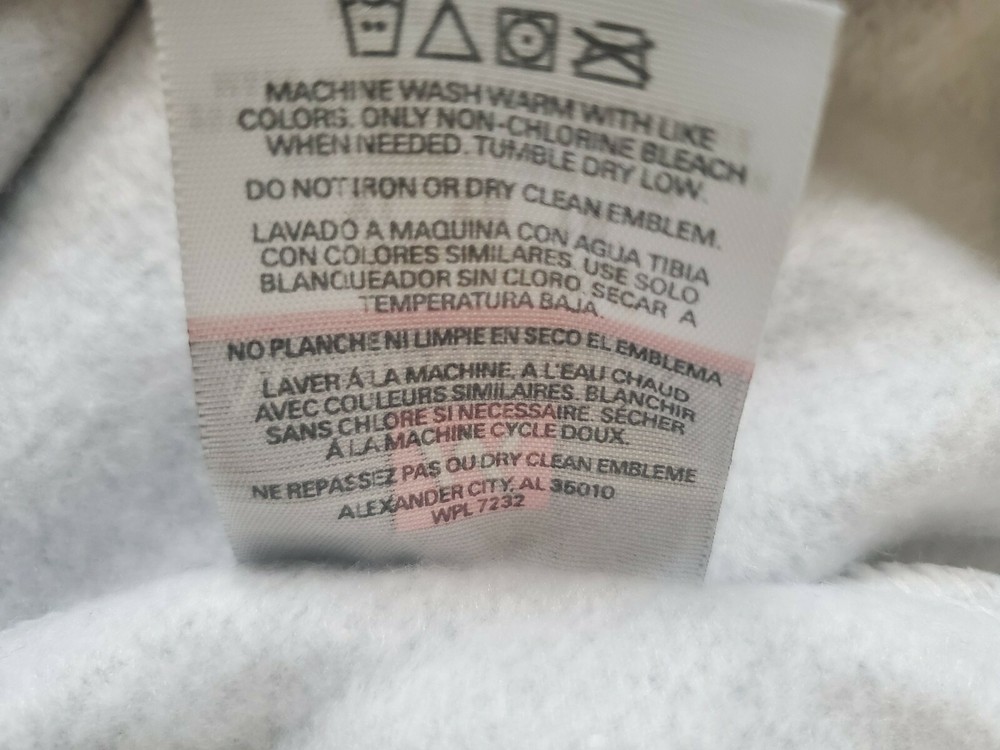 MACHINE WASH WARM WITH LIKE
COLORS. ONLY NON-CHLORINE BLEACH
WHEN NEEDED. TUMBLE DRY LOW.
DO NOT IRON OR DRY CLEAN EMBLEM.
LAVADO A MAQUINA CON AGUA TIBIA
CON COLORES SIMILARES. USE SOLO
BLANQUEADOR SIN CLORO. SECAR A
TEMPERATURA BAJA.
NO PLANCHE NI LIMPIE EN SECO EL EMBLEMA
LAVER Á LA MACHINE, A L'EAU CHAUD
AVEC COULEURS SIMILAIRES. BLANCHIR
SANS CHLORE SI NECESSAIRE. SÉCHER
Á LA MACHINE CYCLE DOUX.
NE REPASSEZ PAS OU DRY CLEAN EMBLEME
ALEXANDER CITY, AL 35010
WPL 7232